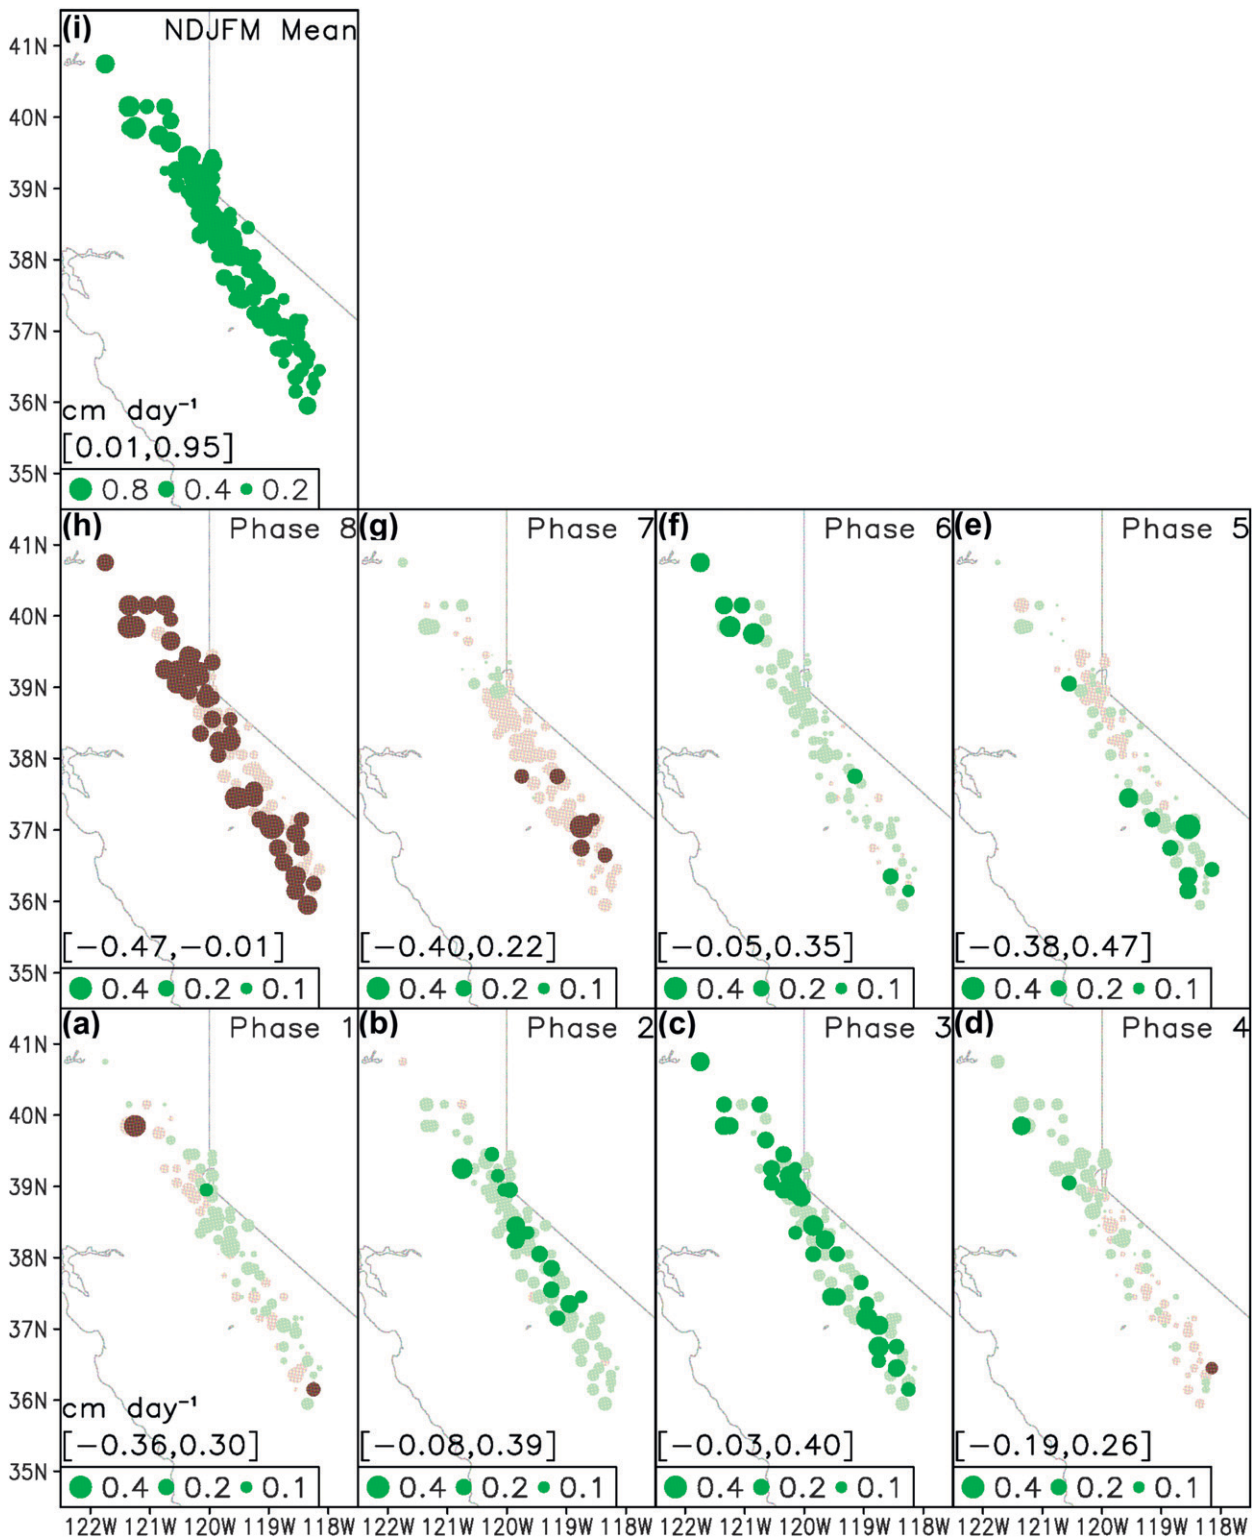 (i) NDJFM Mean
41N
40N
39N
38N
37N
36N
35N
cm day⁻¹
[0.01,0.95]
0.8 0.4 0.2
(h) Phase 8
(g) Phase 7
(f) Phase 6
(e) Phase 5
41N
40N
39N
38N
37N
36N
35N
[−0.47,−0.01]
[−0.40,0.22]
[−0.05,0.35]
[−0.38,0.47]
0.4 0.2 0.1
0.4 0.2 0.1
0.4 0.2 0.1
0.4 0.2 0.1
(a) Phase 1
(b) Phase 2
(c) Phase 3
(d) Phase 4
41N
40N
39N
38N
37N
36N
35N
cm day⁻¹
[−0.36,0.30]
[−0.08,0.39]
[−0.03,0.40]
[−0.19,0.26]
0.4 0.2 0.1
0.4 0.2 0.1
0.4 0.2 0.1
0.4 0.2 0.1
122W 121W 120W 119W 118W
122W 121W 120W 119W 118W
122W 121W 120W 119W 118W
122W 121W 120W 119W 118W